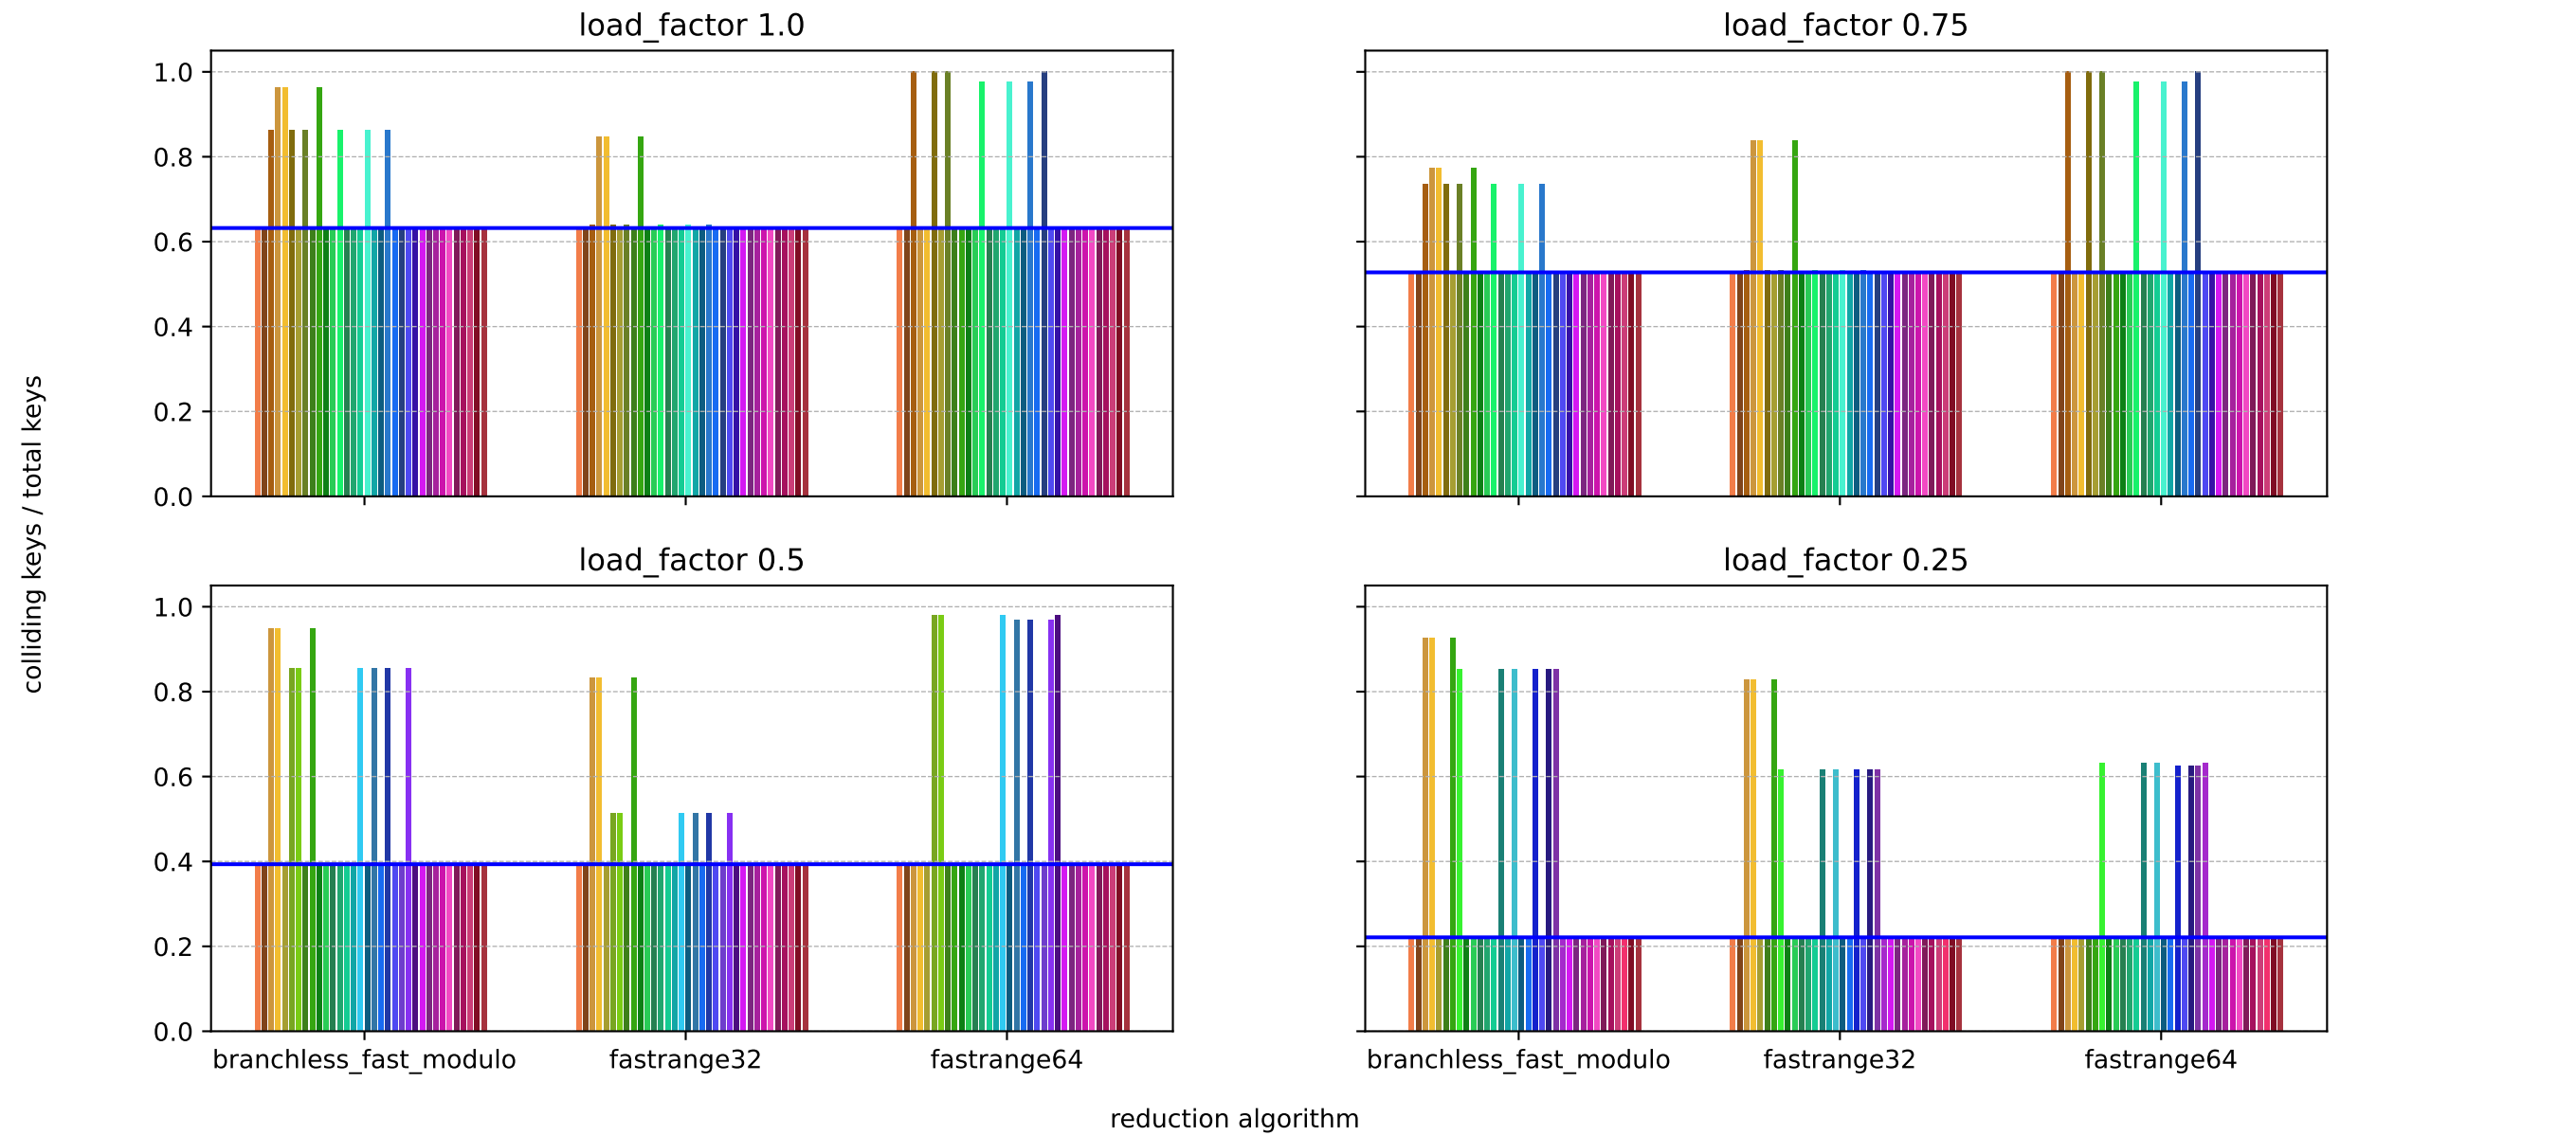 load_factor 1.0
load_factor 0.75
1.0
0.8
0.6
0.4
0.2
0.0
colliding keys / total keys
load_factor 0.5
load_factor 0.25
1.0
0.8
0.6
0.4
0.2
0.0
branchless_fast_modulo fastrange32 fastrange64
branchless_fast_modulo fastrange32 fastrange64
reduction algorithm